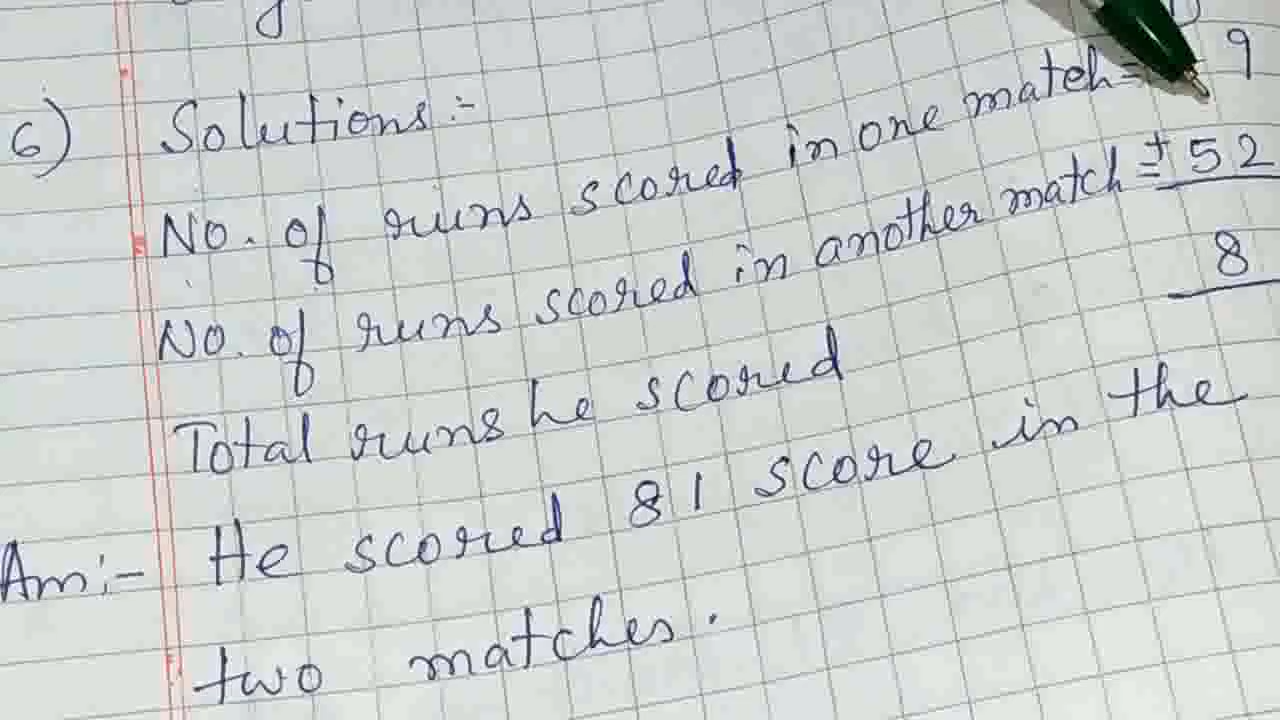 6) Solutions :-
No. of runs scored in one match = 9
No. of runs scored in another match = + 52
8
Total runs he scored
Ans :- He scored 81 score in the
two matches.